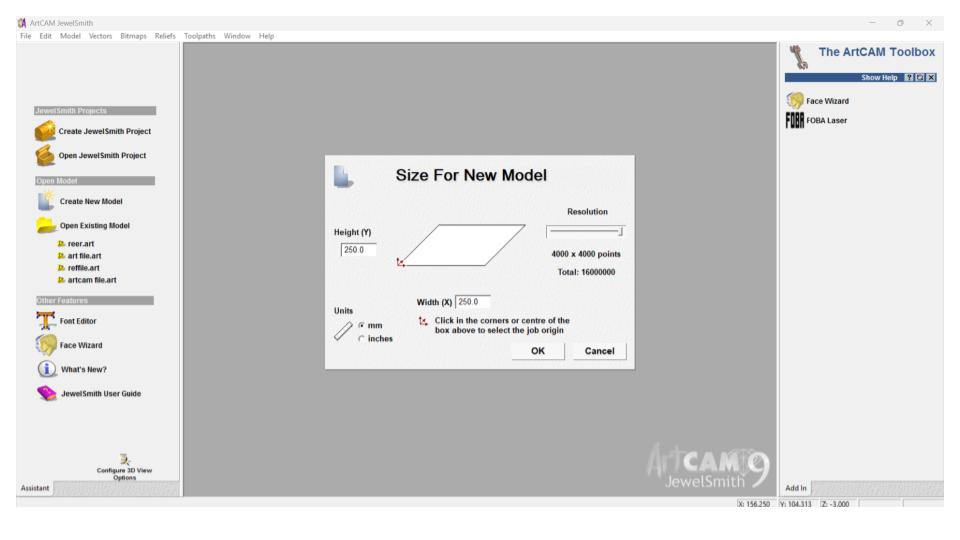 ArtCAM JewelSmith
File Edit Model Vectors Bitmaps Reliefs Toolpaths Window Help
JewelSmith Projects
Create JewelSmith Project
Open JewelSmith Project
Open Model
Create New Model
Open Existing Model
reer.art
art file.art
reffile.art
artcam file.art
Other Features
Font Editor
Face Wizard
What's New?
JewelSmith User Guide
Configure 3D View
Options
Assistant
Size For New Model
Resolution
Height (Y)
250.0
4000 x 4000 points
Total: 16000000
Width (X) 250.0
Units
mm
inches
Click in the corners or centre of the
box above to select the job origin
OK Cancel
ArtCAM 9
JewelSmith
The ArtCAM Toolbox
Show Help
Face Wizard
FOBA FOBA Laser
Add In
X: 156.250 Y: 104.313 Z: -3.000